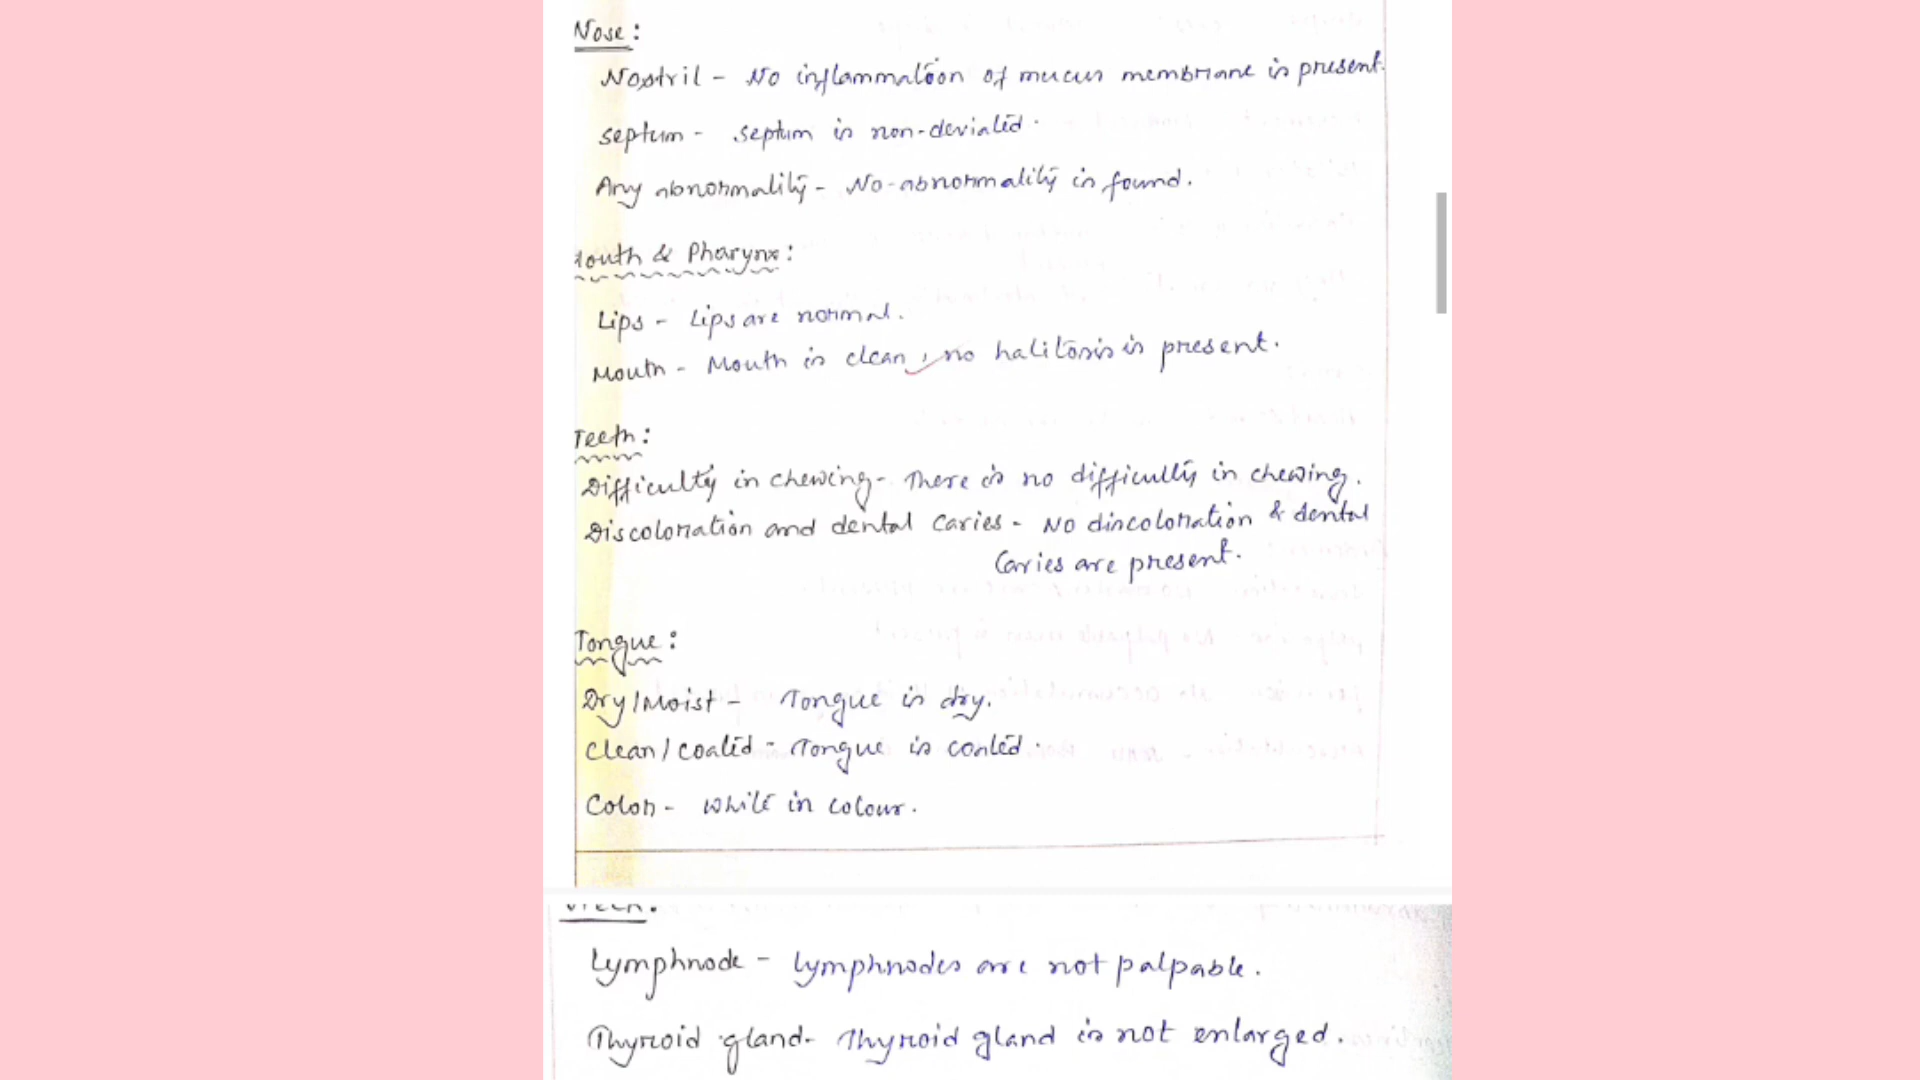 Nose:
Nostril - No inflammation of mucus membrane is present.
Septum - Septum is non-deviated.
Any abnormality - No-abnormality is found.
Mouth & Pharynx:
Lips - Lips are normal.
Mouth - Mouth is clean, no halitosis is present.
Teeth:
Difficulty in chewing - There is no difficulty in chewing.
Discoloration and dental caries - No discoloration & dental
Caries are present.
Tongue:
Dry/Moist - Tongue is dry.
Clean/coated - Tongue is coated.
Color - White in colour.
Lymphnode - Lymphnodes are not palpable.
Thyroid gland - Thyroid gland is not enlarged.